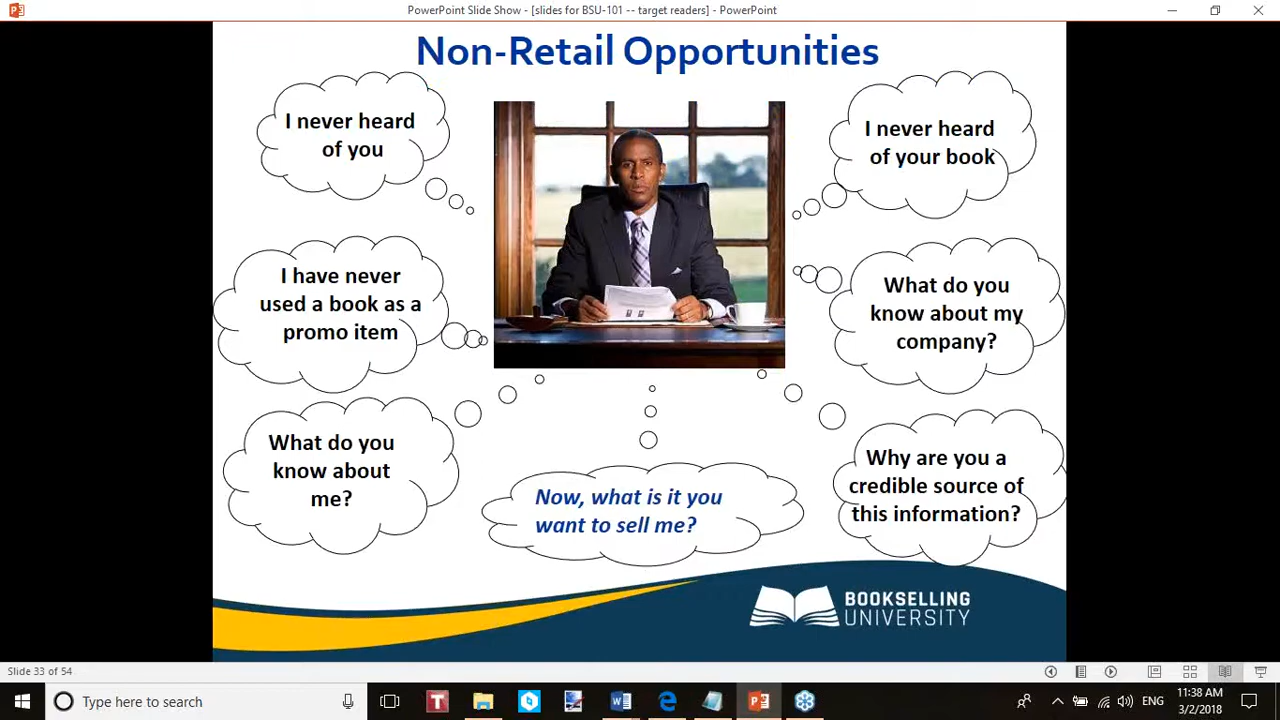 PowerPoint Slide Show - [slides for BSU-101 -- target readers] - PowerPoint
Non-Retail Opportunities
I never heard
of you
I never heard
of your book
I have never
used a book as a
promo item
What do you
know about my
company?
What do you
know about
me?
Now, what is it you
want to sell me?
Why are you a
credible source of
this information?
BOOKSELLING
UNIVERSITY
Slide 33 of 54
Type here to search
ENG
11:38 AM
3/2/2018